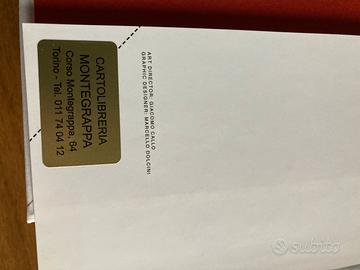 CARTOLIBRERIA
MONTEGRAPPA
Corso Montegrappa, 64
Torino - Tel. 011 74 04 12
ART DIRECTOR: GIACOMO CALLO
GRAPHIC DESIGNER: MARCELLO DOLCINI
subito